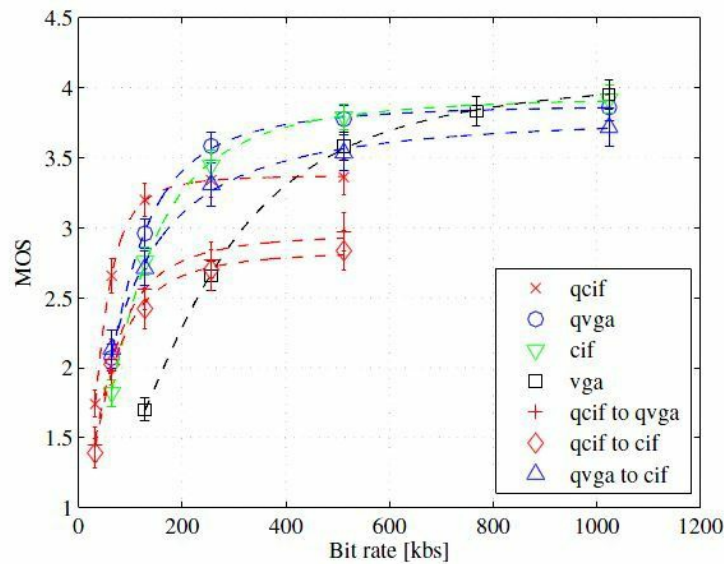 4.5
4
3.5
3
2.5
2
1.5
1
MOS
0
200
400
600
800
1000
1200
Bit rate [kbs]
qcif
qvga
cif
vga
qcif to qvga
qcif to cif
qvga to cif